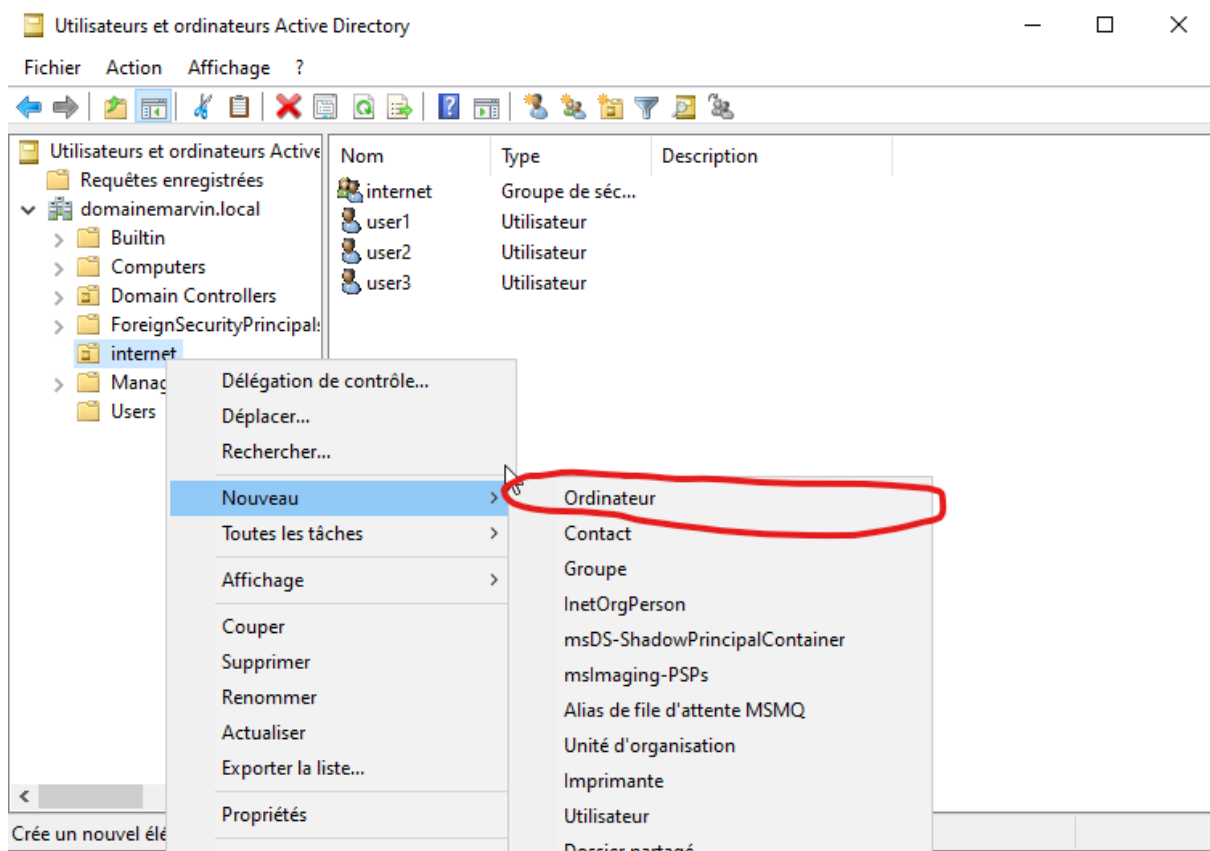 Utilisateurs et ordinateurs Active Directory
Fichier Action Affichage ?
Utilisateurs et ordinateurs Active
Requêtes enregistrées
domainemarvin.local
Builtin
Computers
Domain Controllers
ForeignSecurityPrincipals
internet
Manag
Users
Nom Type Description
internet Groupe de séc...
user1 Utilisateur
user2 Utilisateur
user3 Utilisateur
Délégation de contrôle...
Déplacer...
Rechercher...
Nouveau
Toutes les tâches
Affichage
Couper
Supprimer
Renommer
Actualiser
Exporter la liste...
Propriétés
Ordinateur
Contact
Groupe
InetOrgPerson
msDS-ShadowPrincipalContainer
msImaging-PSPs
Alias de file d'attente MSMQ
Unité d'organisation
Imprimante
Utilisateur
Dossier partagé
Crée un nouvel élé